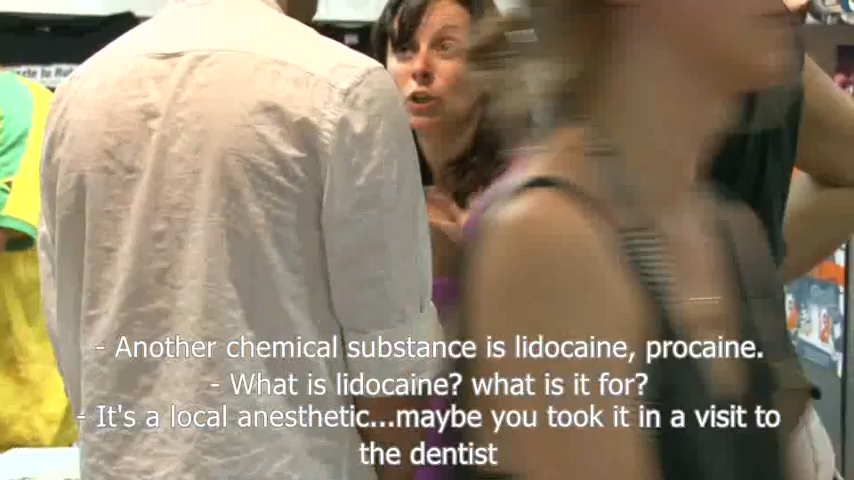 - Another chemical substance is lidocaine, procaine.
- What is lidocaine? what is it for?
- It's a local anesthetic...maybe you took it in a visit to
the dentist